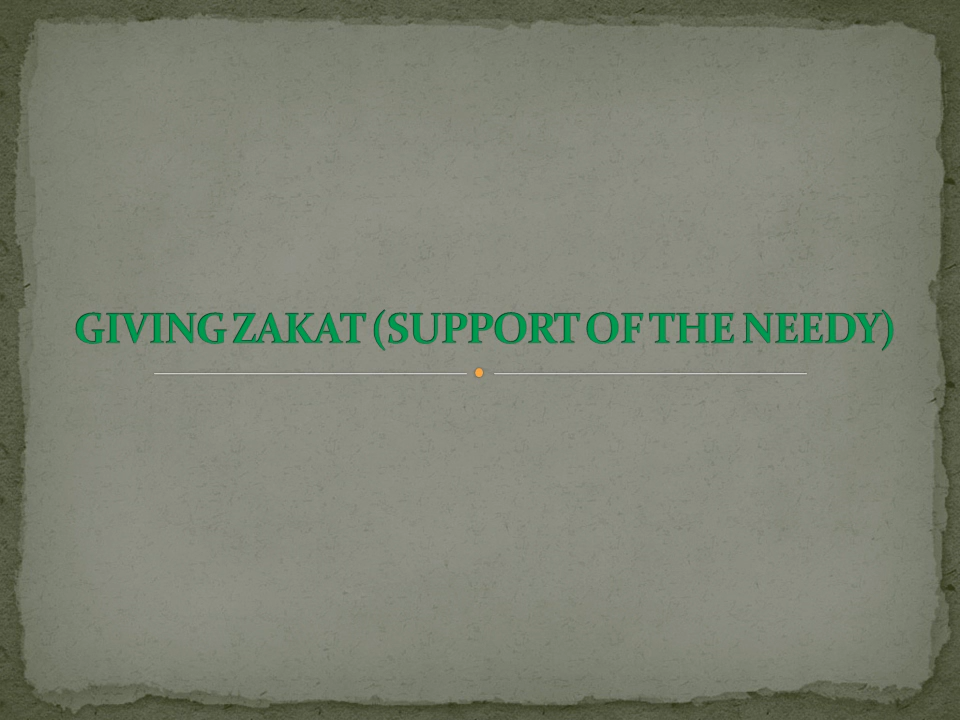 GIVING ZAKAT (SUPPORT OF THE NEEDY)